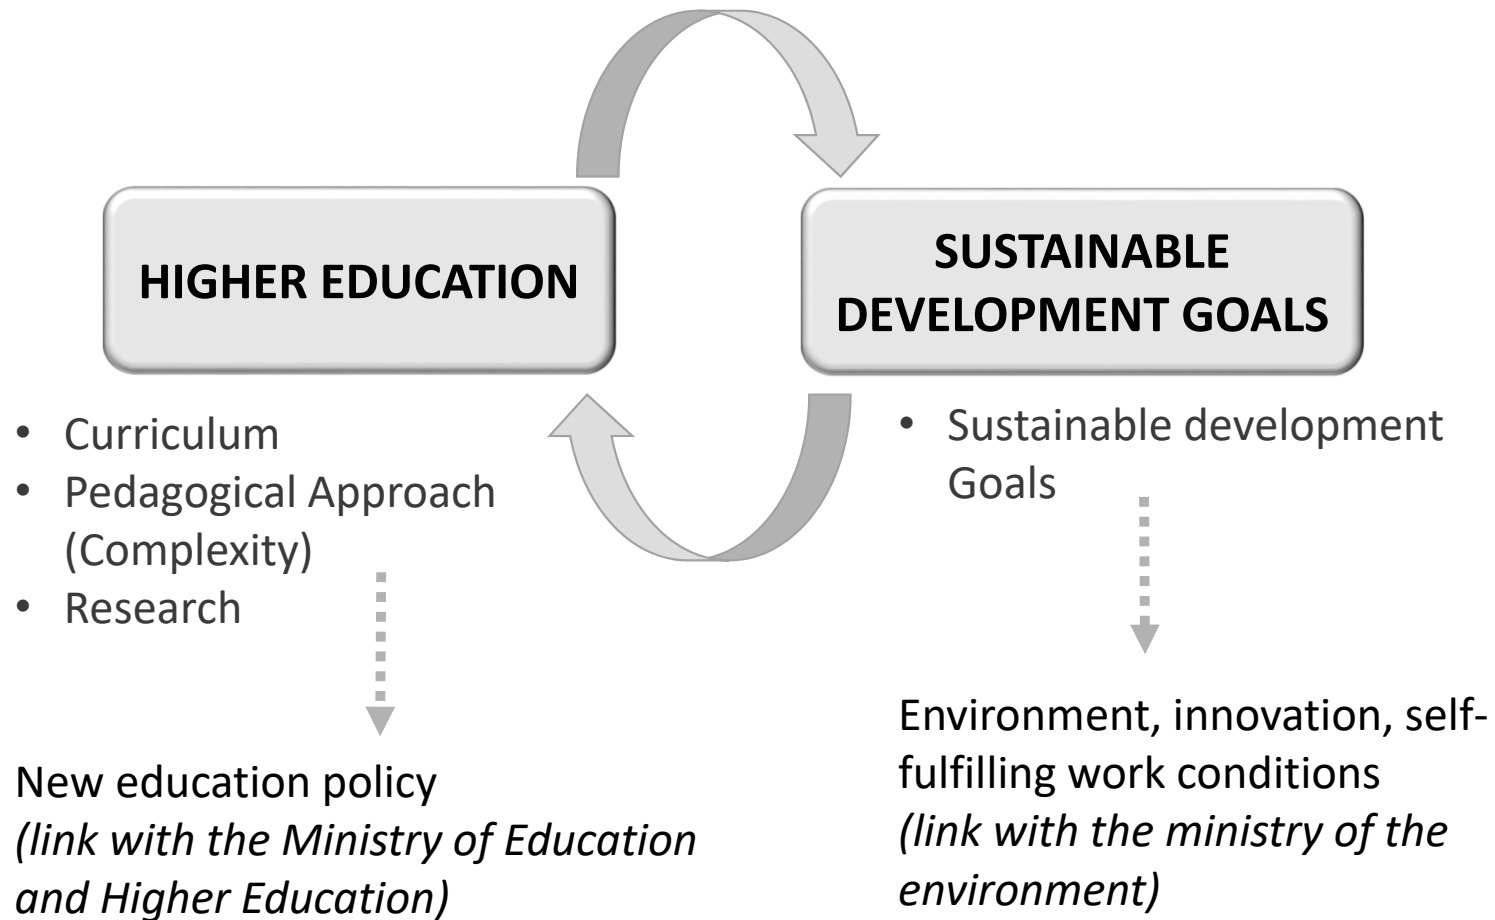 HIGHER EDUCATION
SUSTAINABLE
DEVELOPMENT GOALS
• Curriculum
• Pedagogical Approach
(Complexity)
• Research
• Sustainable development
Goals
New education policy
(link with the Ministry of Education
and Higher Education)
Environment, innovation, self-
fulfilling work conditions
(link with the ministry of the
environment)